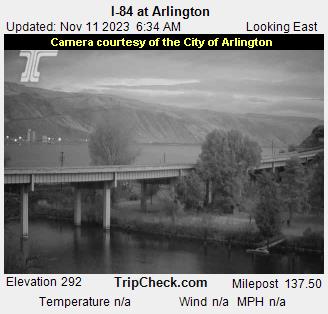 I-84 at Arlington
Updated: Nov 11 2023 6:34 AM Looking East
Camera courtesy of the City of Arlington
Elevation 292 TripCheck.com Milepost 137.50
Temperature n/a Wind n/a MPH n/a